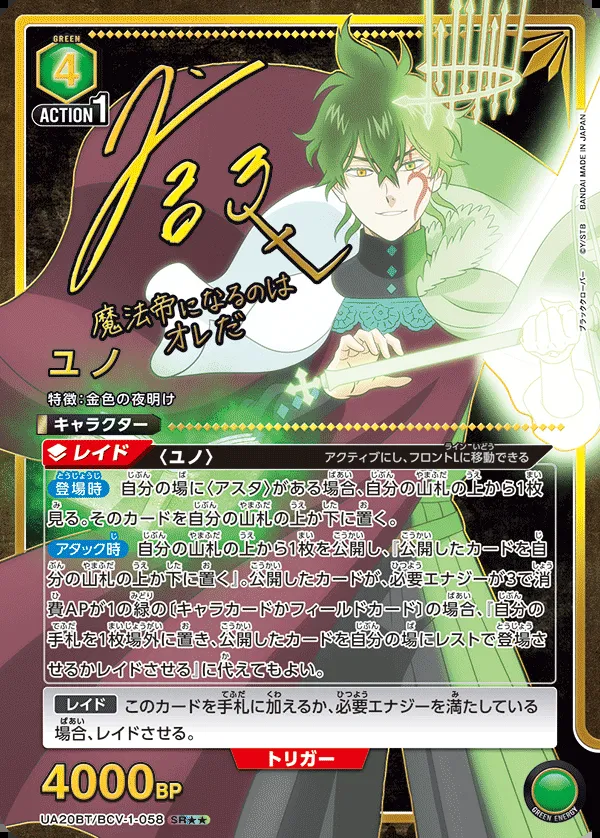 GREEN
4
ACTION 1
魔法帝になるのは
オレだ
ユノ
特徴:金色の夜明け
キャラクター
レイド 〈ユノ〉 アクティブにし、フロントLに移動できる
登場時 自分の場に〈アスタ〉がある場合、自分の山札の上から1枚
見る。そのカードを自分の山札の上か下に置く。
アタック時 自分の山札の上から1枚を公開し、『公開したカードを自
分の山札の上か下に置く』。公開したカードが、必要エナジーが3で消
費APが1の緑の〔キャラカードかフィールドカード〕の場合、『自分の
手札を1枚場外に置き、公開したカードを自分の場にレストで登場さ
せるかレイドさせる』に代えてもよい。
レイド このカードを手札に加えるか、必要エナジーを満たしている
場合、レイドさせる。
トリガー
4000BP
GREEN ENERGY
UA20BT/BCV-1-058 SR★★
ブラッククローバー ©Y/STB BANDAI MADE IN JAPAN